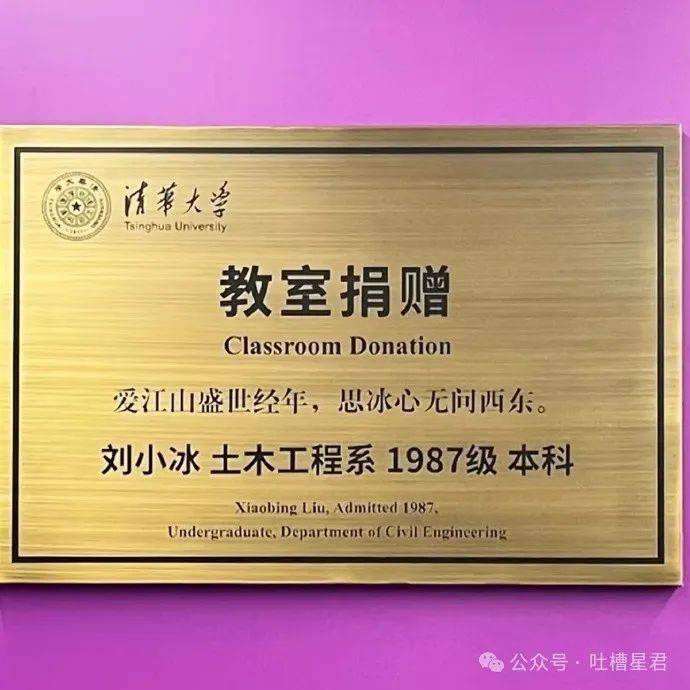 清华大学
Tsinghua University
教室捐赠
Classroom Donation
爱江山盛世经年，思冰心无问西东。
刘小冰 土木工程系 1987级 本科
Xiaobing Liu, Admitted 1987,
Undergraduate, Department of Civil Engineering
公众号·吐槽星君